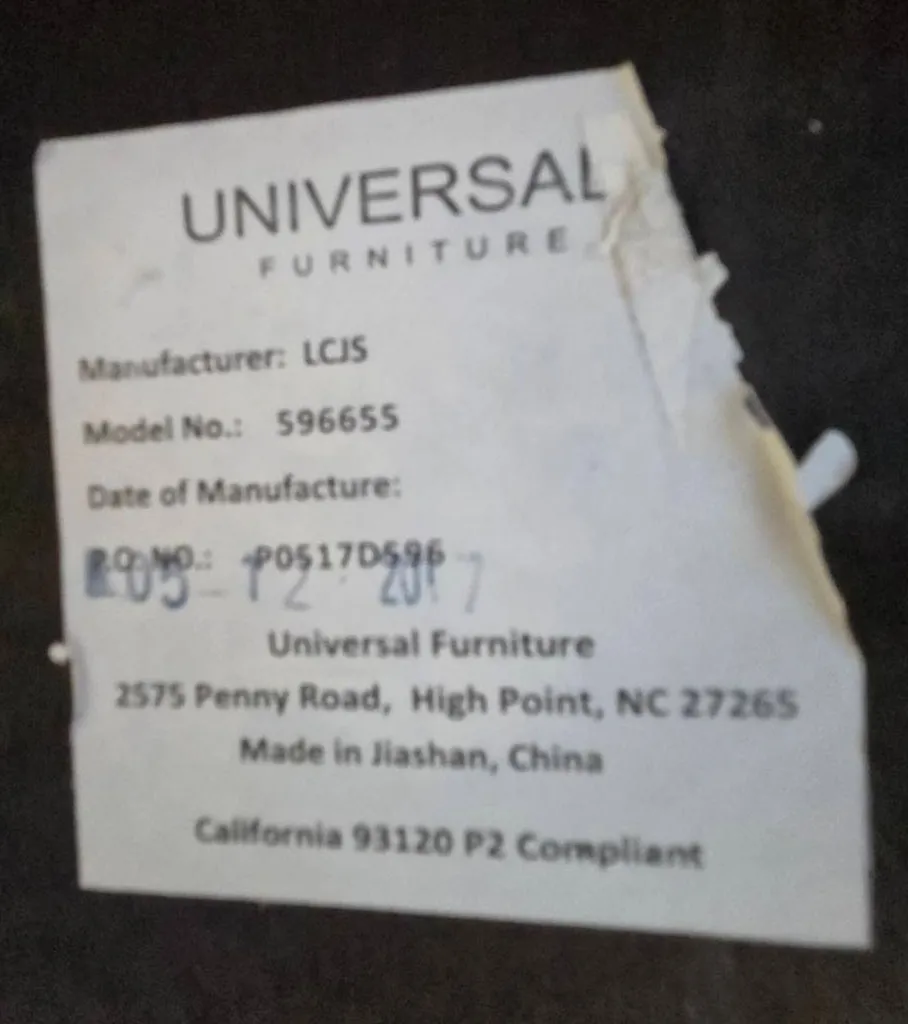 UNIVERSAL
FURNITURE
Manufacturer: LCJS
Model No.: 596655
Date of Manufacture:
P.O NO.: P0517D596
05-12 2017
Universal Furniture
2575 Penny Road, High Point, NC 27265
Made in Jiashan, China
California 93120 P2 Compliant